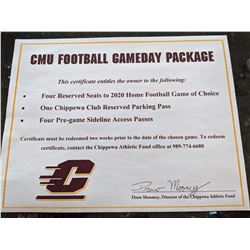 CMU FOOTBALL GAMEDAY PACKAGE
This certificate entitles the owner to the following:
• Four Reserved Seats to 2020 Home Football Game of Choice
• One Chippewa Club Reserved Parking Pass
• Four Pre-game Sideline Access Passes
Certificate must be redeemed two weeks prior to the date of the chosen game. To redeem
certificate, contact the Chippewa Athletic Fund office at 989-774-6680
C
Drew Mooney
Drew Mooney, Director of the Chippewa Athletic Fund